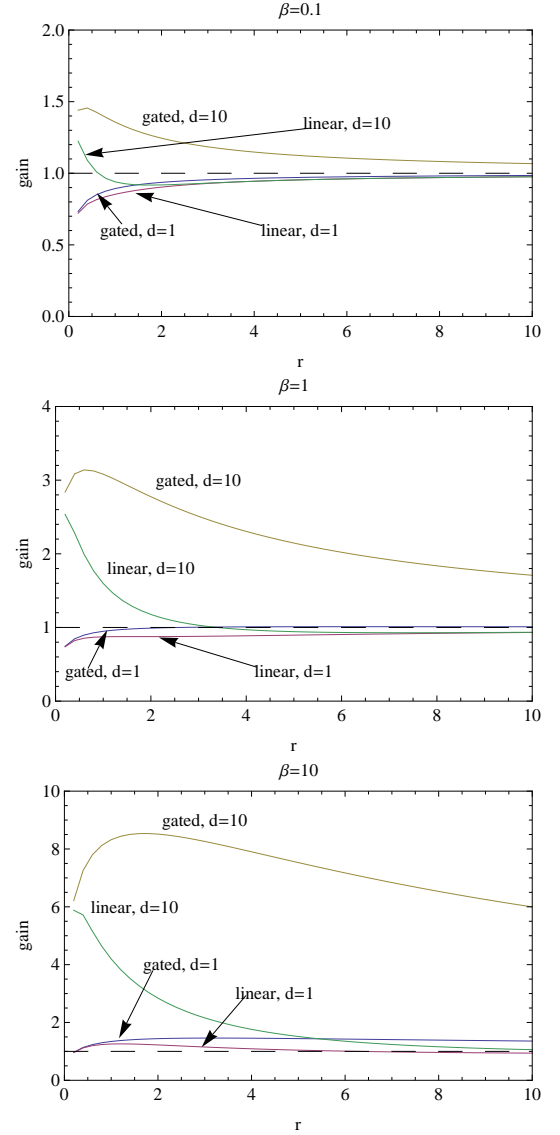 β=0.1
2.0
gated, d=10
1.5
linear, d=10
gain
1.0
gated, d=1
linear, d=1
0.5
0.0
0 2 4 6 8 10
r
β=1
4
gated, d=10
3
gain
2
linear, d=10
1
gated, d=1
linear, d=1
0
0 2 4 6 8 10
r
β=10
10
gated, d=10
8
linear, d=10
6
gain
gated, d=1
4
linear, d=1
2
0
0 2 4 6 8 10
r